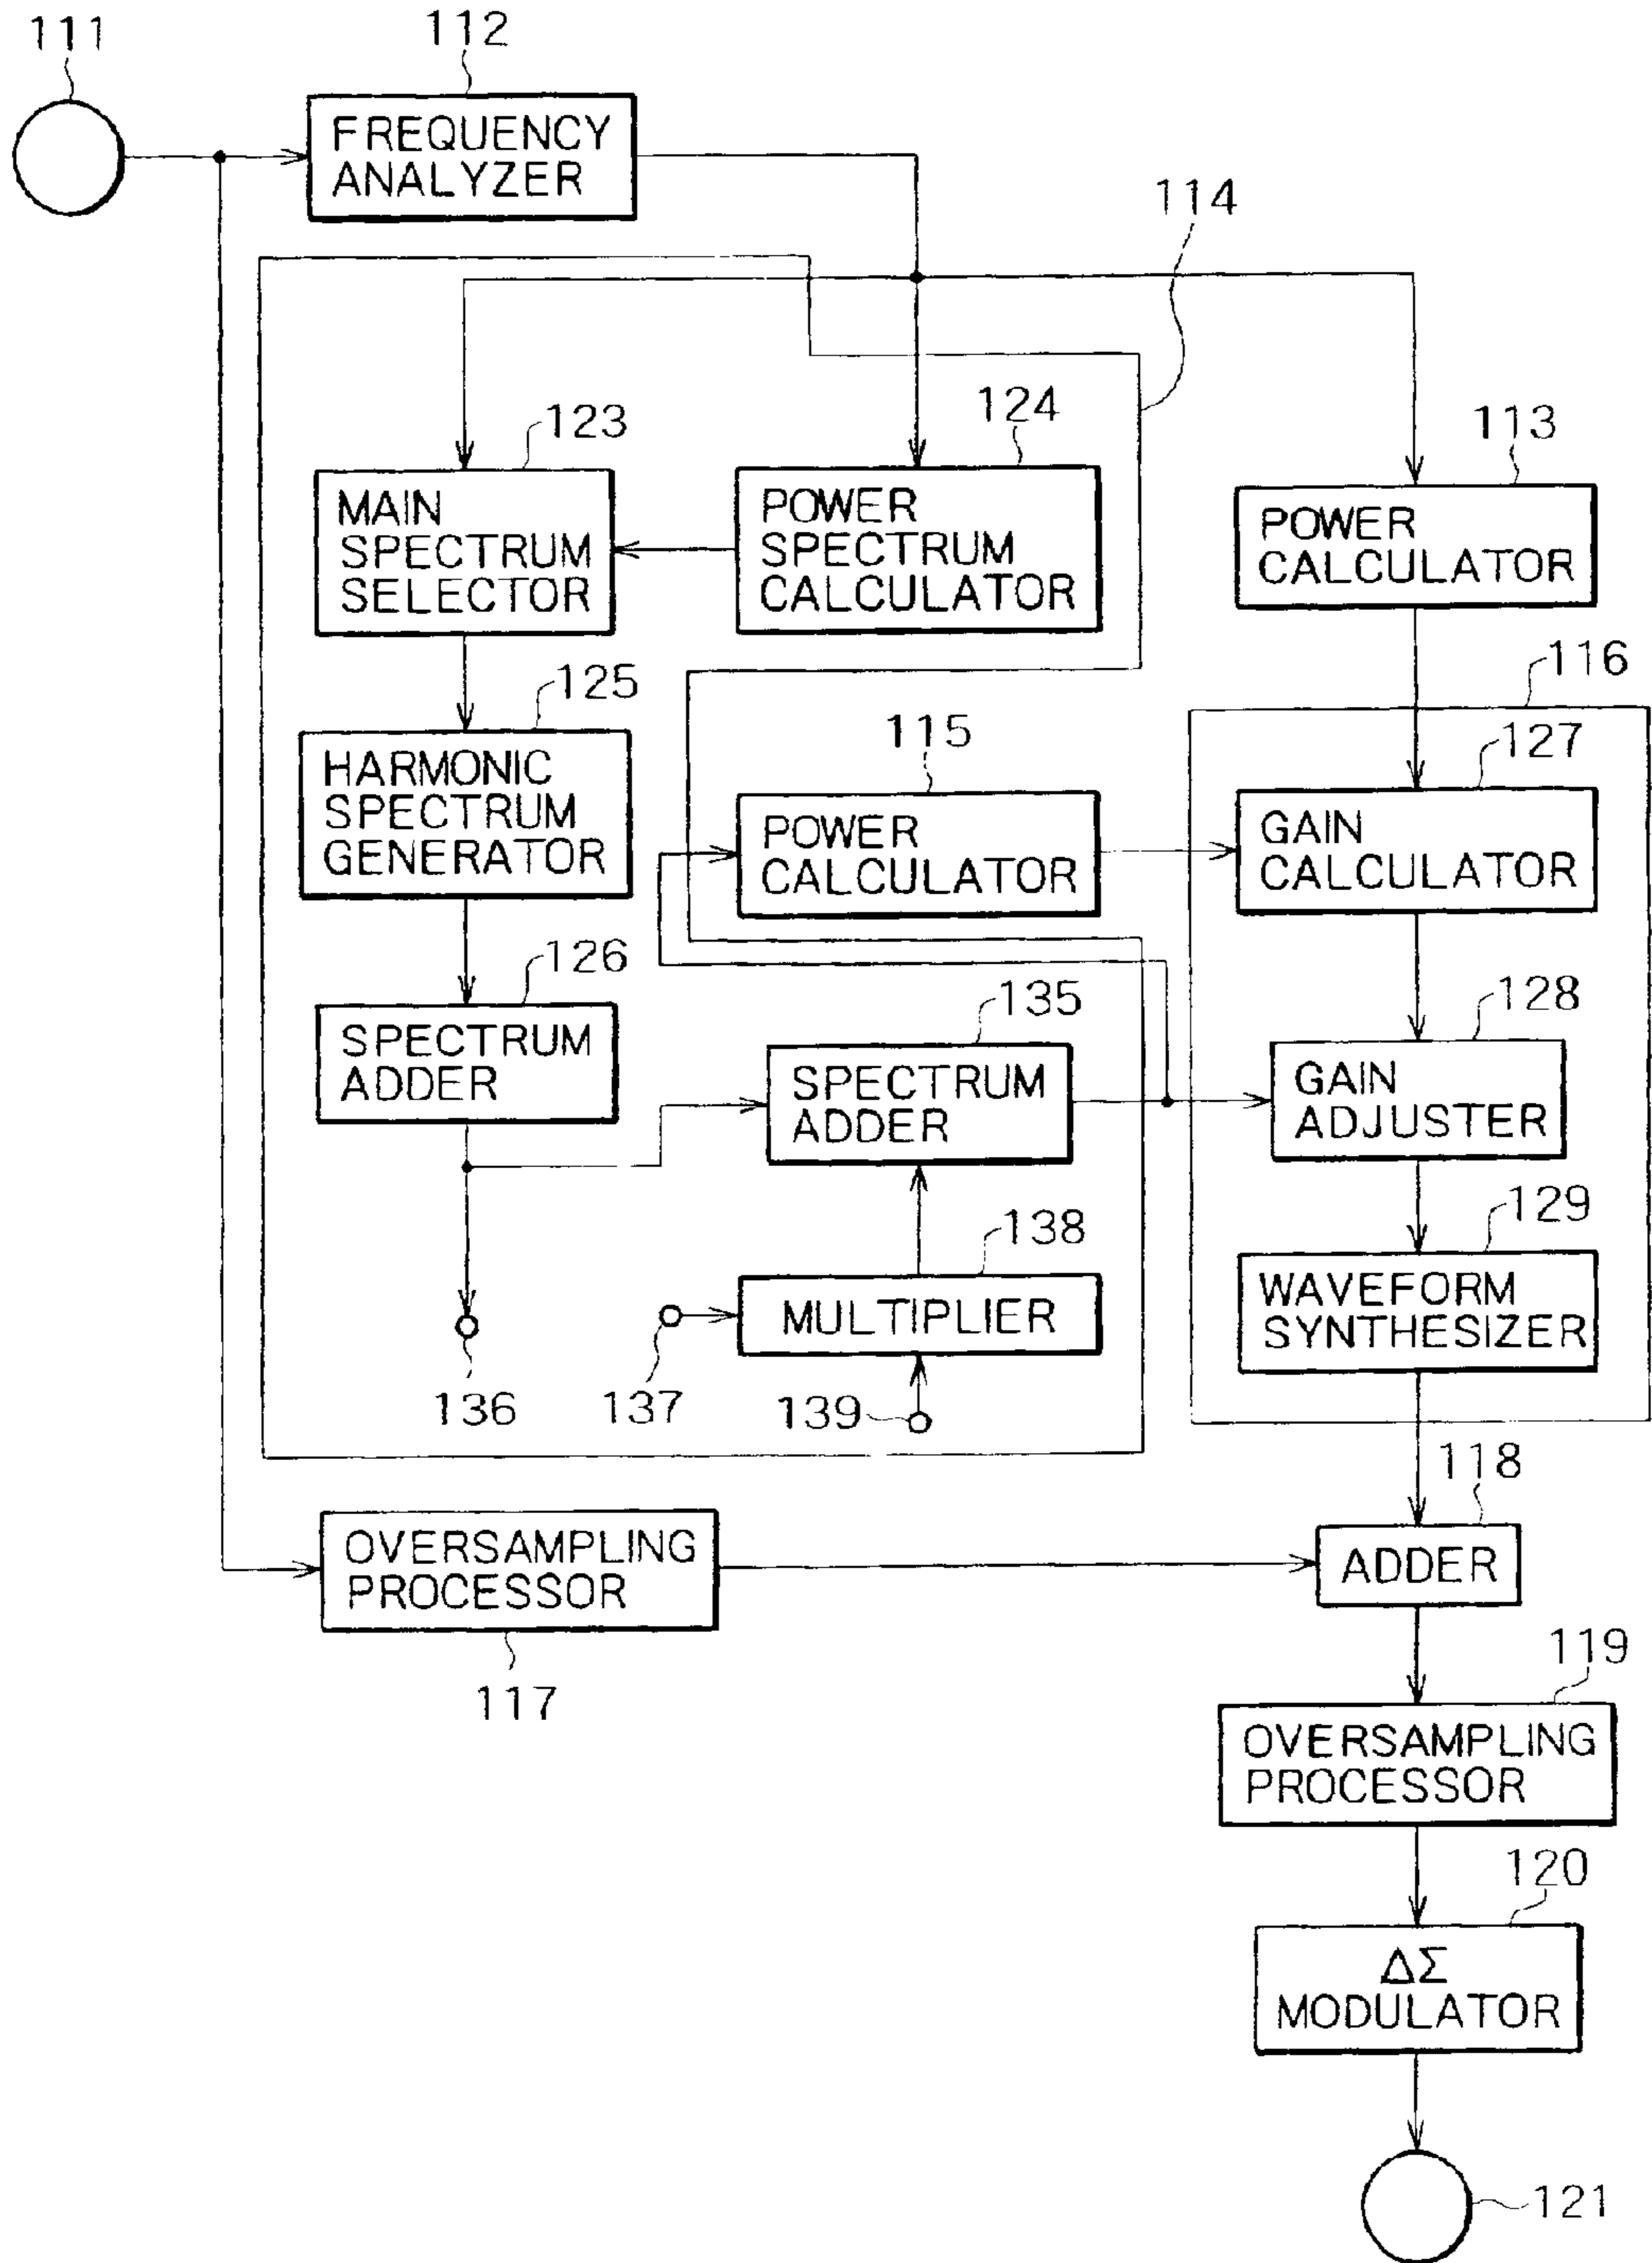 111
112
FREQUENCY
ANALYZER
114
123
124
113
MAIN
SPECTRUM
SELECTOR
POWER
SPECTRUM
CALCULATOR
POWER
CALCULATOR
116
125
115
127
HARMONIC
SPECTRUM
GENERATOR
POWER
CALCULATOR
GAIN
CALCULATOR
126
135
128
SPECTRUM
ADDER
SPECTRUM
ADDER
GAIN
ADJUSTER
138
129
MULTIPLIER
WAVEFORM
SYNTHESIZER
136
137
139
118
OVERSAMPLING
PROCESSOR
ADDER
117
119
OVERSAMPLING
PROCESSOR
120
ΔΣ
MODULATOR
121